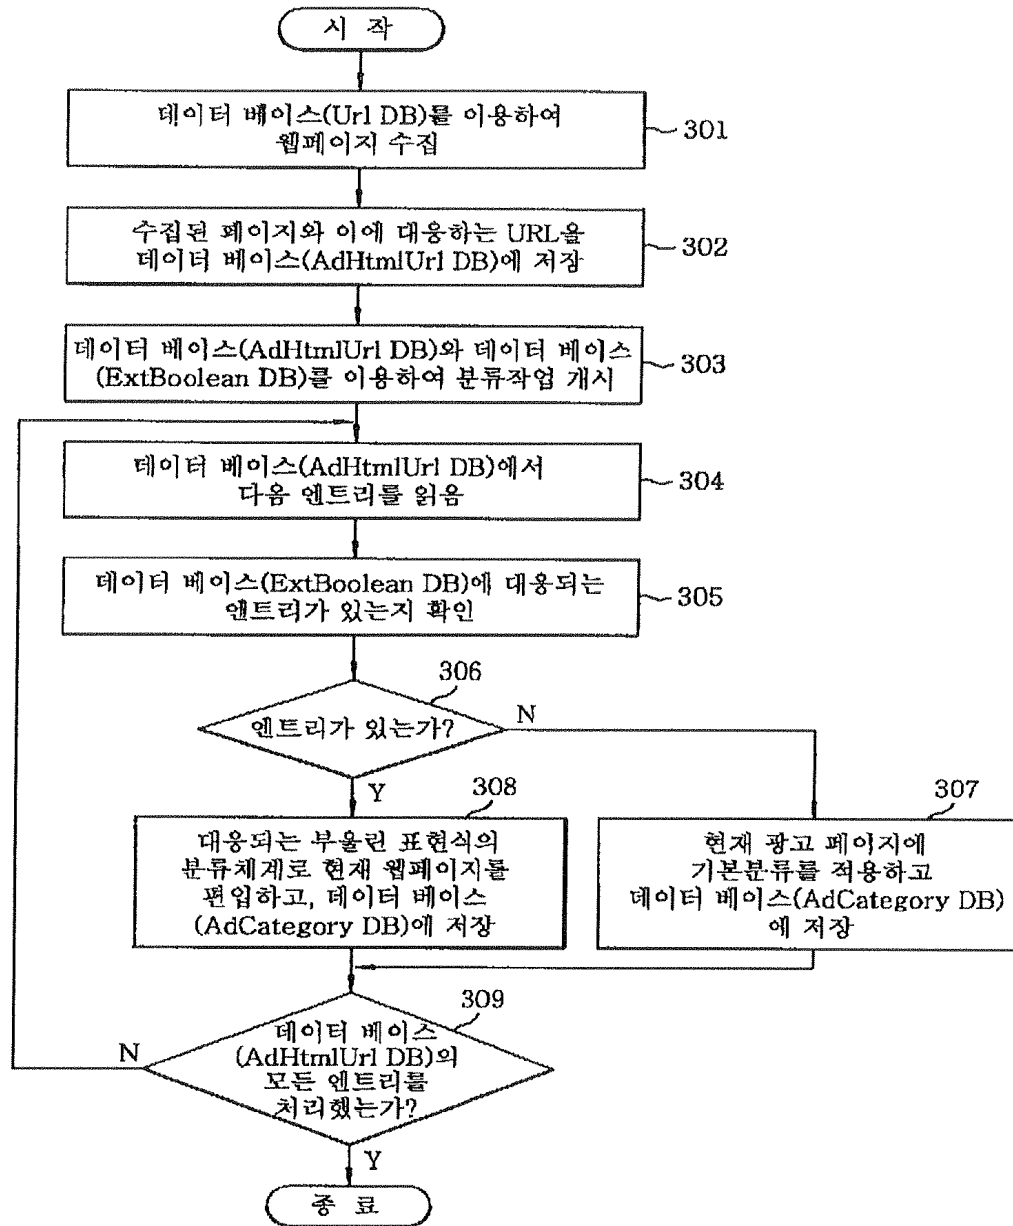 시 작
데이터 베이스(Url DB)를 이용하여
웹페이지 수집
301
수집된 페이지와 이에 대응하는 URL을
데이터 베이스(AdHtmlUrl DB)에 저장
302
데이터 베이스(AdHtmlUrl DB)와 데이터 베이스
(ExtBoolean DB)를 이용하여 분류작업 개시
303
데이터 베이스(AdHtmlUrl DB)에서
다음 엔트리를 읽음
304
데이터 베이스(ExtBoolean DB)에 대응되는
엔트리가 있는지 확인
305
306
엔트리가 있는가?
N
Y
308
대응되는 부울린 표현식의
분류체계로 현재 웹페이지를
편입하고, 데이터 베이스
(AdCategory DB)에 저장
307
현재 광고 페이지에
기본분류를 적용하고
데이터 베이스(AdCategory DB)
에 저장
309
데이터 베이스
(AdHtmlUrl DB)의
모든 엔트리를
처리했는가?
N
Y
종 료